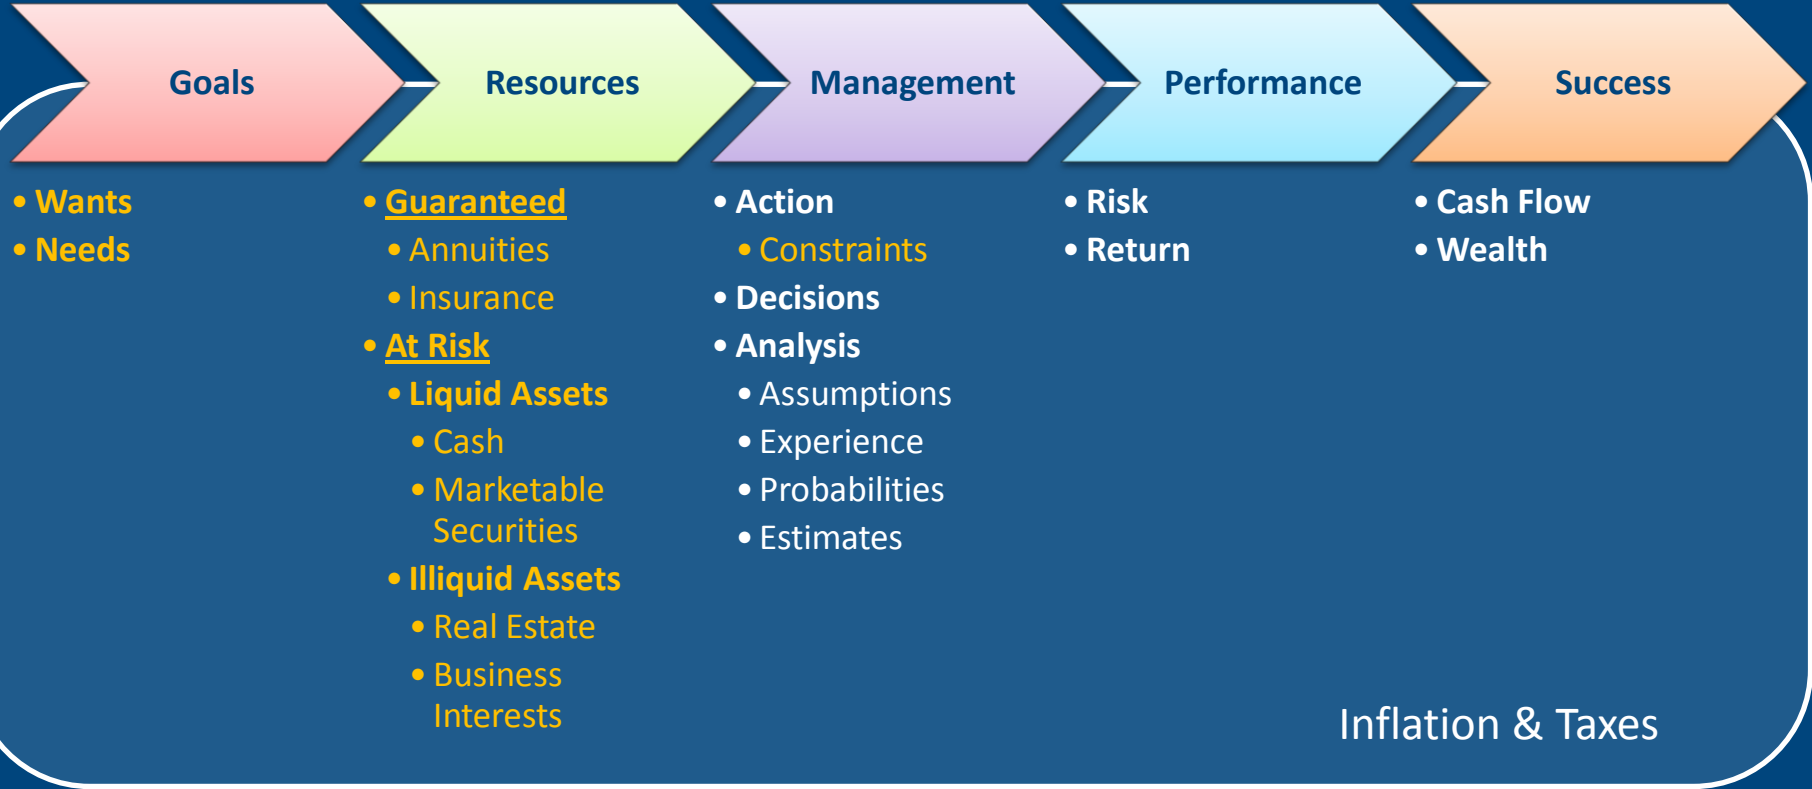 Goals
Resources
Management
Performance
Success
• Wants
• Needs
• Guaranteed
• Annuities
• Insurance
• At Risk
• Liquid Assets
• Cash
• Marketable
Securities
• Illiquid Assets
• Real Estate
• Business
Interests
• Action
• Constraints
• Decisions
• Analysis
• Assumptions
• Experience
• Probabilities
• Estimates
• Risk
• Return
• Cash Flow
• Wealth
Inflation & Taxes